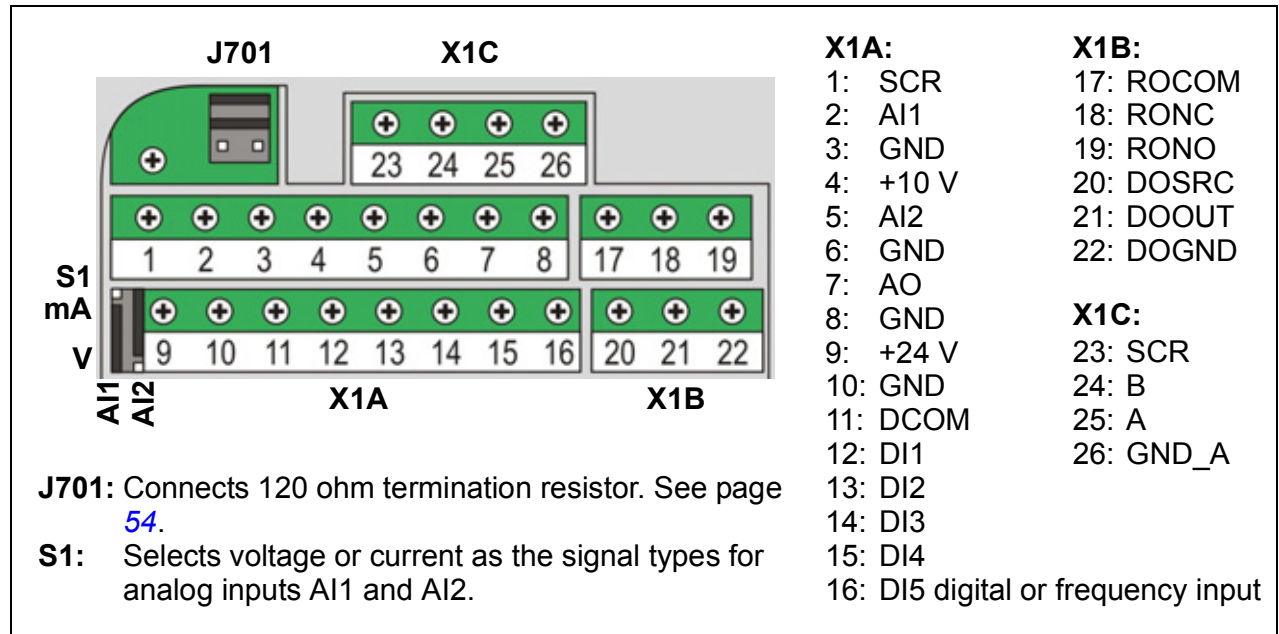 J701 X1C
23 24 25 26
1 2 3 4 5 6 7 8 17 18 19
S1
mA
V
9 10 11 12 13 14 15 16 20 21 22
AI1
AI2
X1A X1B
J701: Connects 120 ohm termination resistor. See page
54.
S1: Selects voltage or current as the signal types for
analog inputs AI1 and AI2.
X1A:
1: SCR
2: AI1
3: GND
4: +10 V
5: AI2
6: GND
7: AO
8: GND
9: +24 V
10: GND
11: DCOM
12: DI1
13: DI2
14: DI3
15: DI4
16: DI5 digital or frequency input
X1B:
17: ROCOM
18: RONC
19: RONO
20: DOSRC
21: DOOUT
22: DOGND
X1C:
23: SCR
24: B
25: A
26: GND_A